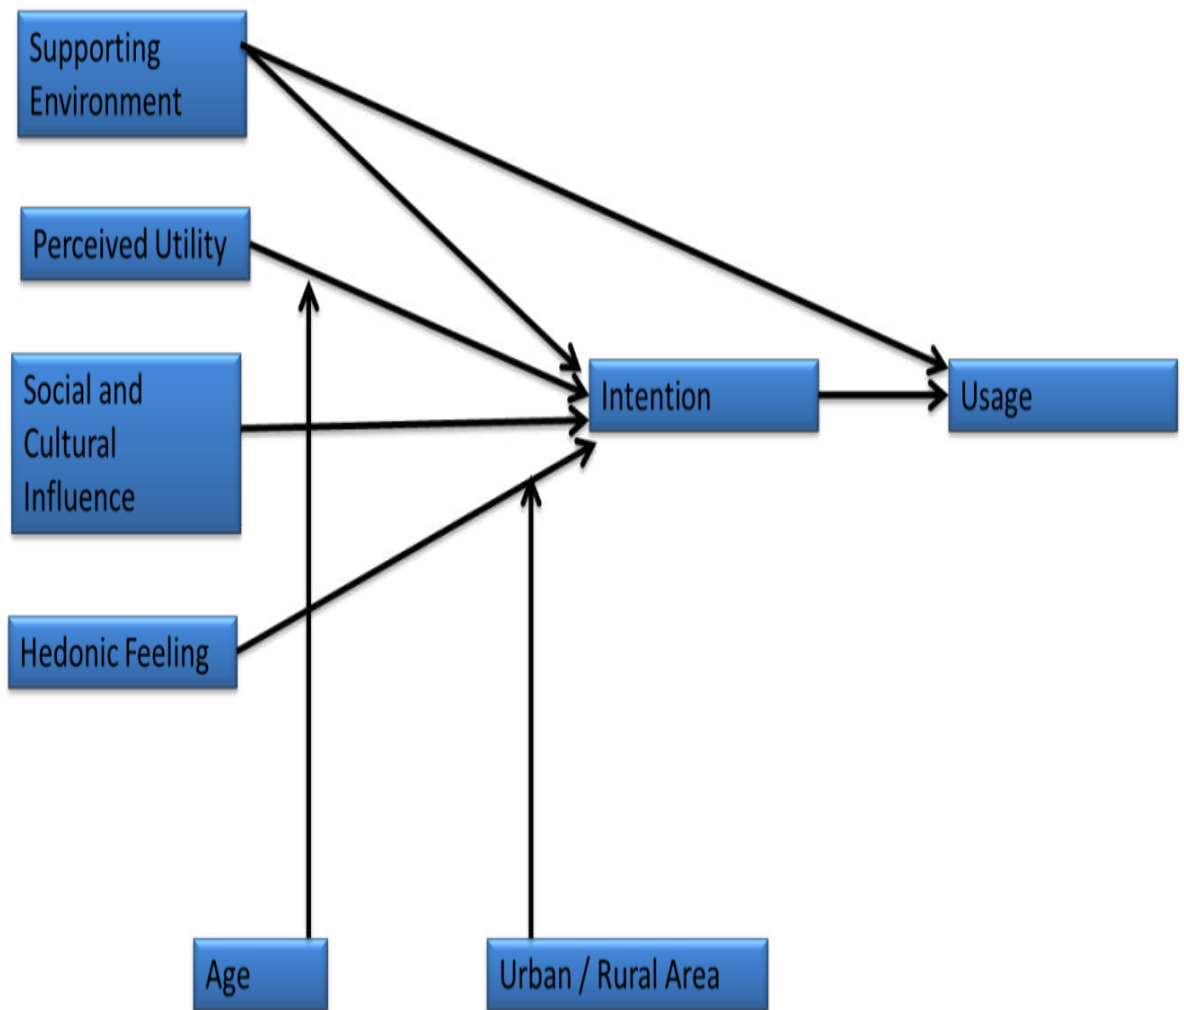 Supporting
Environment
Perceived Utility
Social and
Cultural
Influence
Intention
Usage
Hedonic Feeling
Age
Urban / Rural Area